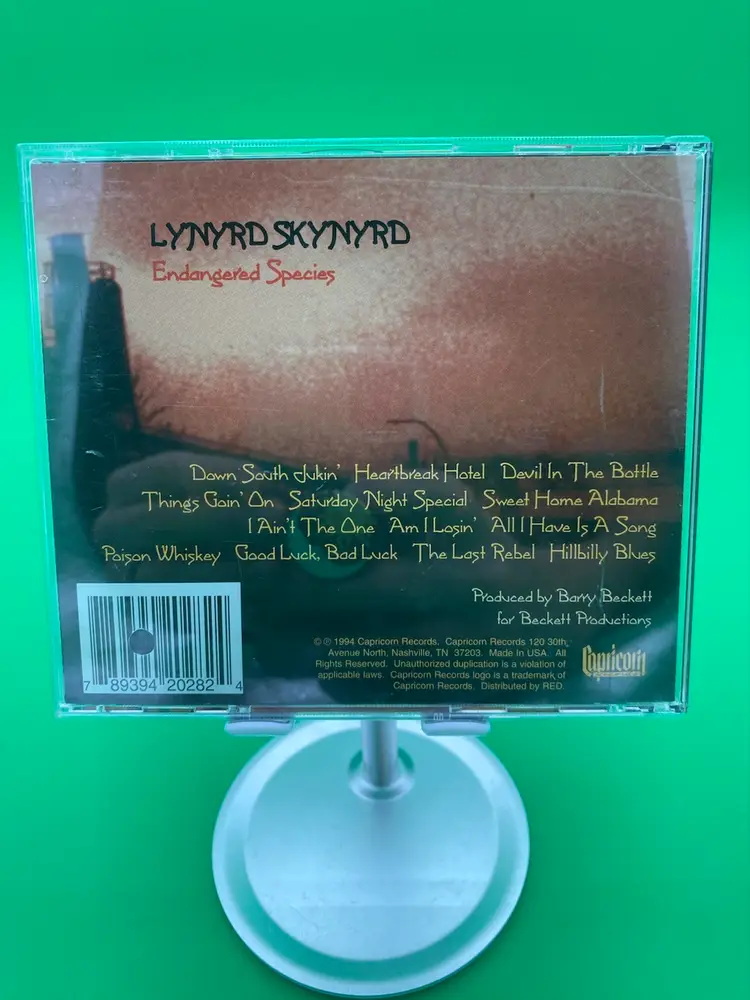 LYNYRD SKYNYRD
Endangered Species
Down South Jukin' Heartbreak Hotel Devil In The Bottle
Things Goin' On Saturday Night Special Sweet Home Alabama
I Ain't The One Am I Losin' All I Have Is A Song
Poison Whiskey Good Luck, Bad Luck The Last Rebel Hillbilly Blues
Produced by Barry Beckett
for Beckett Productions
© ℗ 1994 Capricorn Records. Capricorn Records 120 30th,
Avenue North, Nashville, TN 37203. Made In USA. All
Rights Reserved. Unauthorized duplication is a violation of
applicable laws. Capricorn Records logo is a trademark of
Capricorn Records. Distributed by RED.
Capricorn
7 89394 20282 4